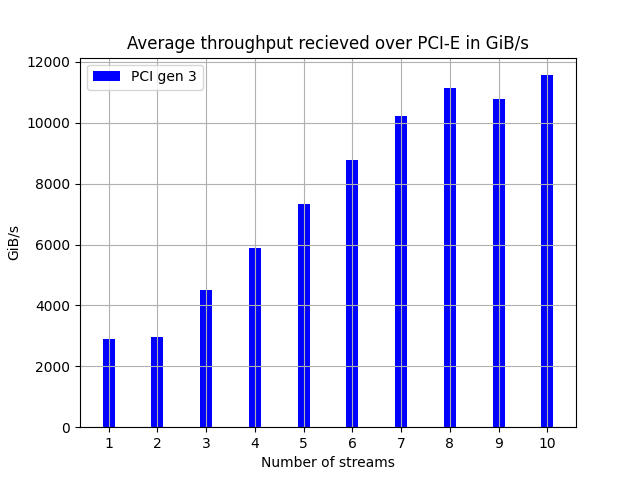 Average throughput recieved over PCI-E in GiB/s
PCI gen 3
GiB/s
12000
10000
8000
6000
4000
2000
0
1 2 3 4 5 6 7 8 9 10
Number of streams